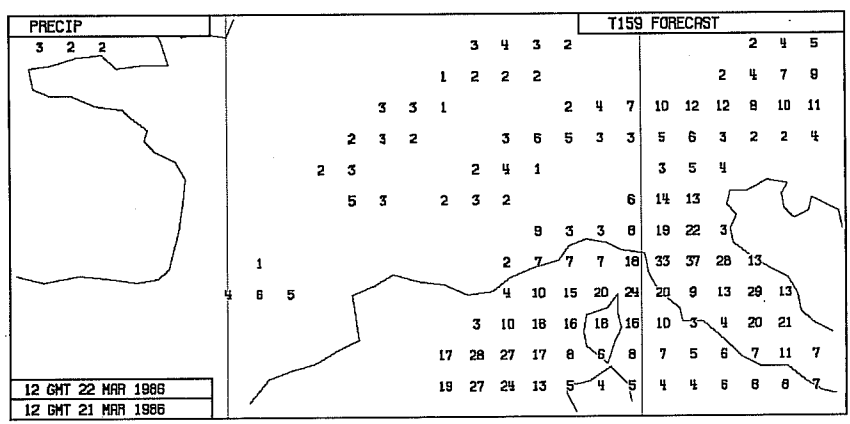 PRECIP T159 FORECAST
3 2 2 3 4 3 2 2 4 5
1 2 2 2 2 4 7 9
3 3 1 2 4 7 10 12 12 9 10 11
2 3 2 3 6 5 3 3 5 6 3 2 2 4
2 3 2 4 1 3 5 4
5 3 2 3 2 6 14 13
9 3 3 8 19 22 3
1 2 7 7 7 18 33 37 28 13
4 6 5 4 10 15 20 24 20 9 13 29 13
3 10 18 16 18 16 10 3 4 20 21
17 28 27 17 8 6 8 7 5 6 7 11 7
19 27 24 13 5 4 5 4 4 6 8 8 7
12 GMT 22 MAR 1986
12 GMT 21 MAR 1986